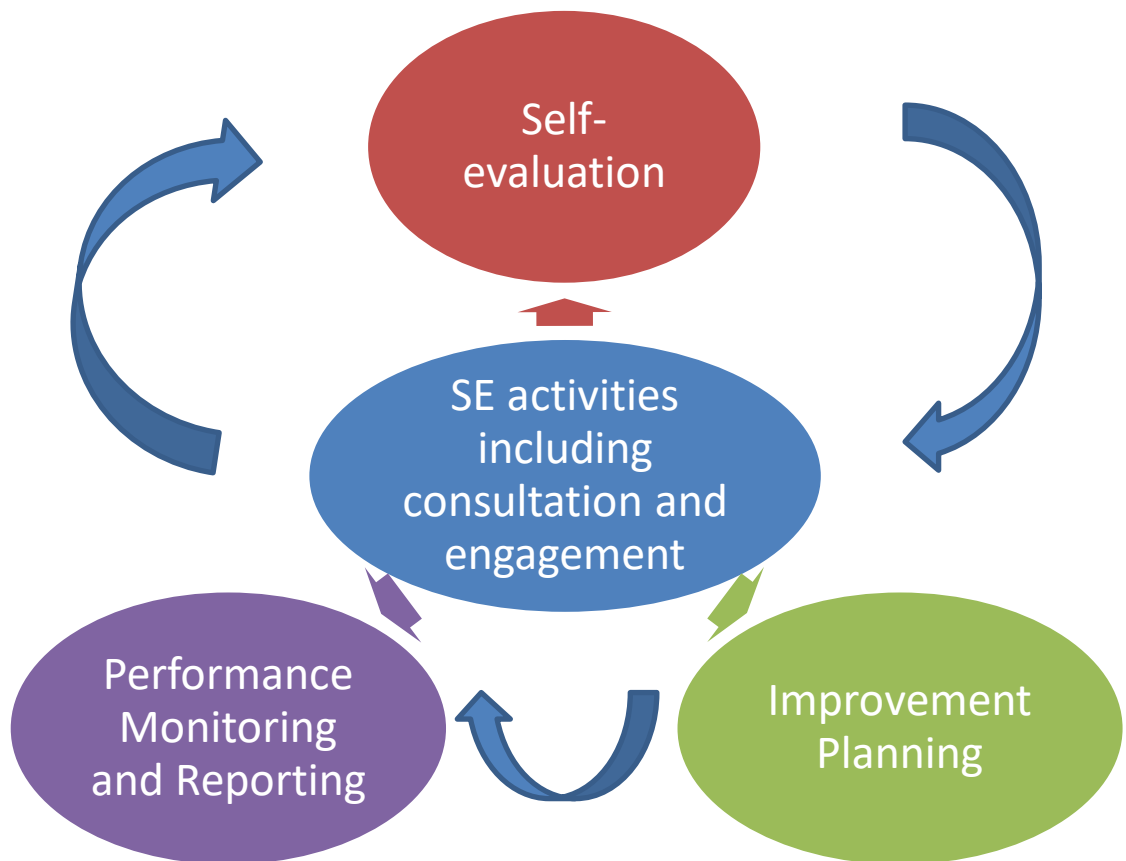 Self-
evaluation
SE activities
including
consultation and
engagement
Performance
Monitoring
and Reporting
Improvement
Planning